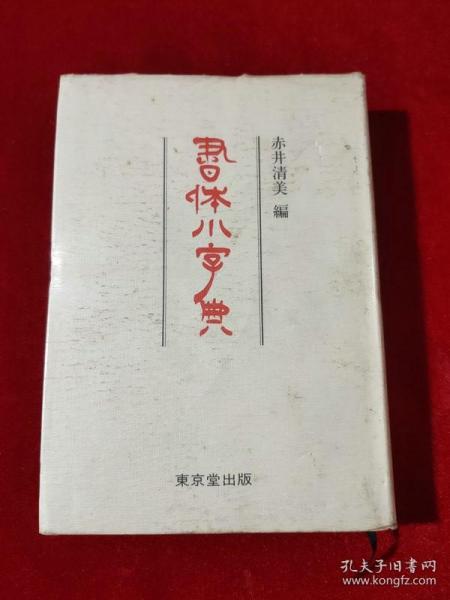 赤井清美 編
書体小字典
東京堂出版
孔夫子旧书网
www.kongfz.com